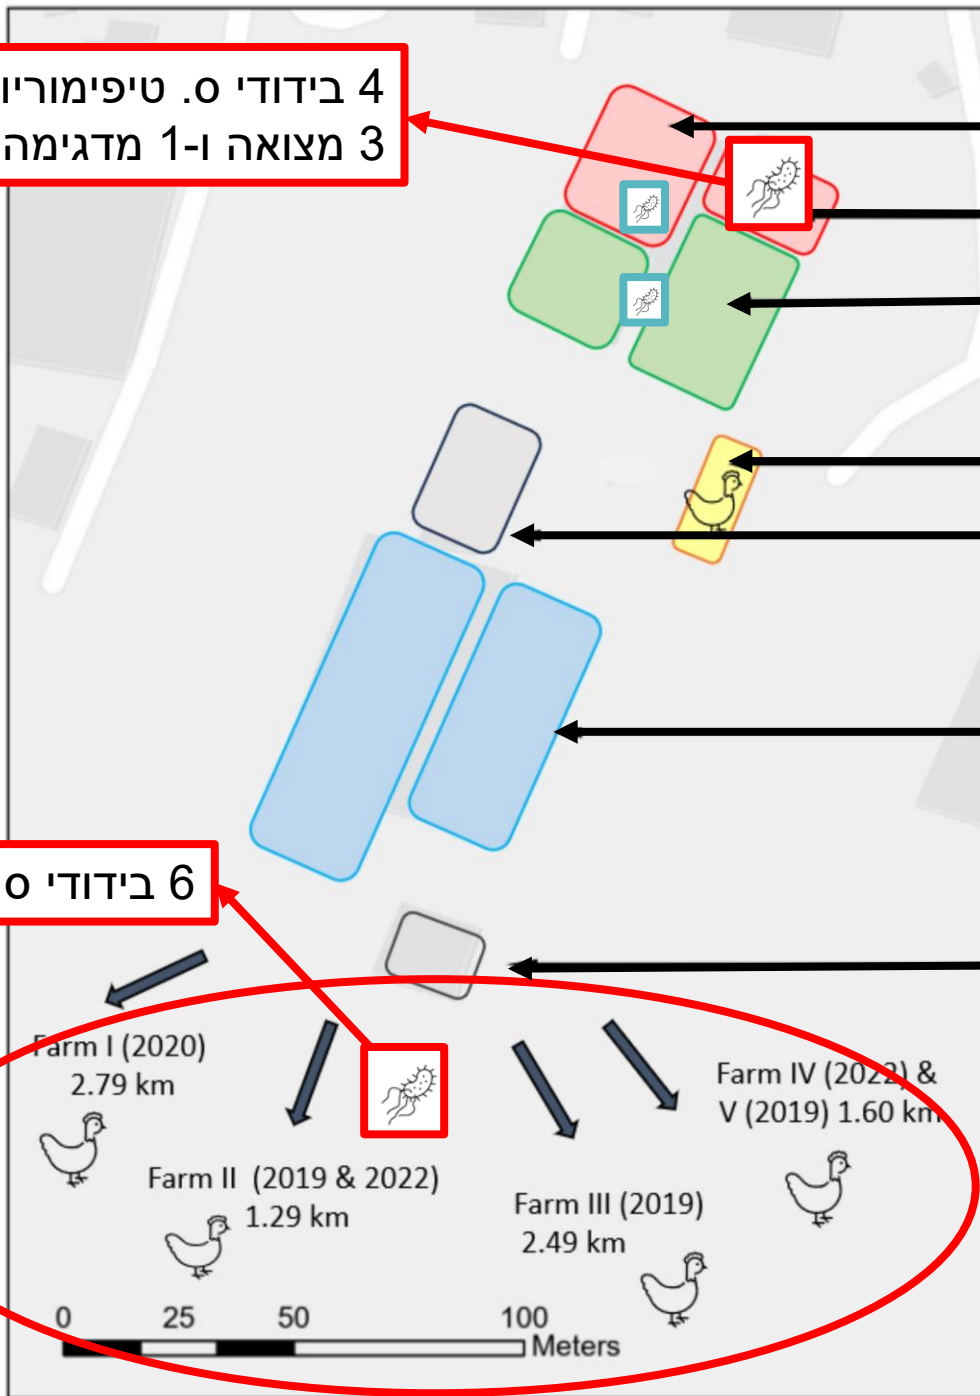 4 בידודי ס. טיפימוריו
3 מצואה ו-1 מדגימה
6 בידודי ס
Farm I (2020)
2.79 km
Farm II (2019 & 2022)
1.29 km
Farm III (2019)
2.49 km
Farm IV (2022) &
V (2019) 1.60 km
0 25 50 100
Meters